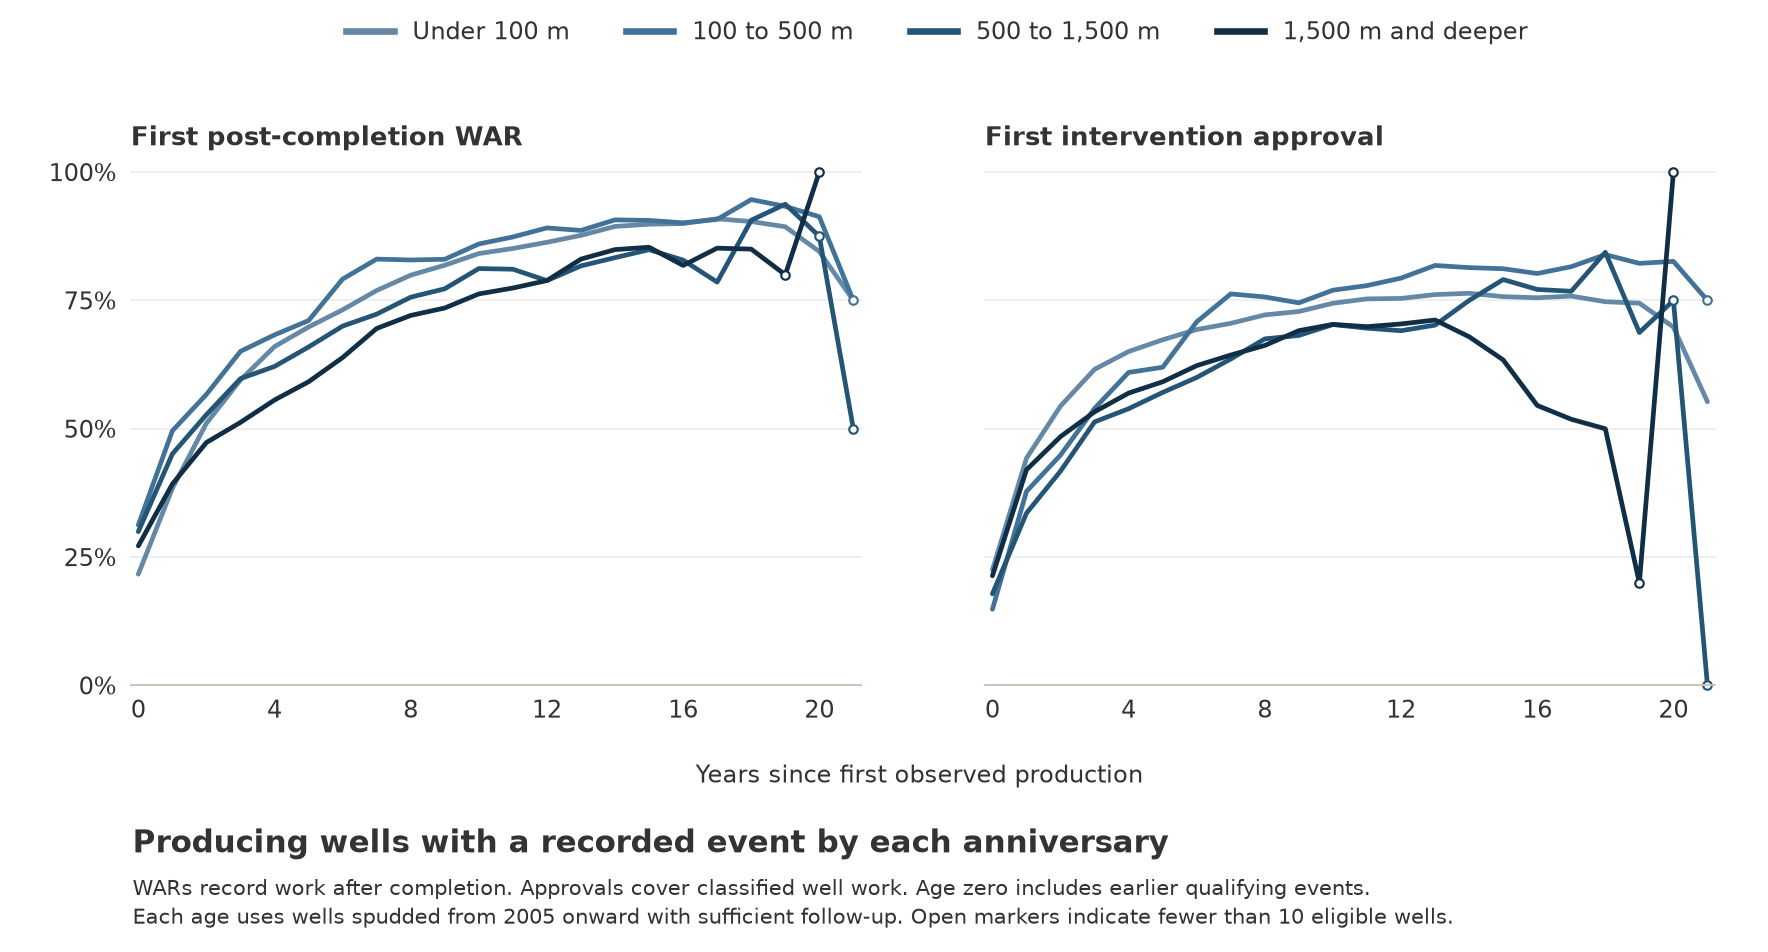 Under 100 m
100 to 500 m
500 to 1,500 m
1,500 m and deeper
First post-completion WAR
First intervention approval
100%
75%
50%
25%
0%
0 4 8 12 16 20
0 4 8 12 16 20
Years since first observed production
Producing wells with a recorded event by each anniversary
WARs record work after completion. Approvals cover classified well work. Age zero includes earlier qualifying events.
Each age uses wells spudded from 2005 onward with sufficient follow-up. Open markers indicate fewer than 10 eligible wells.